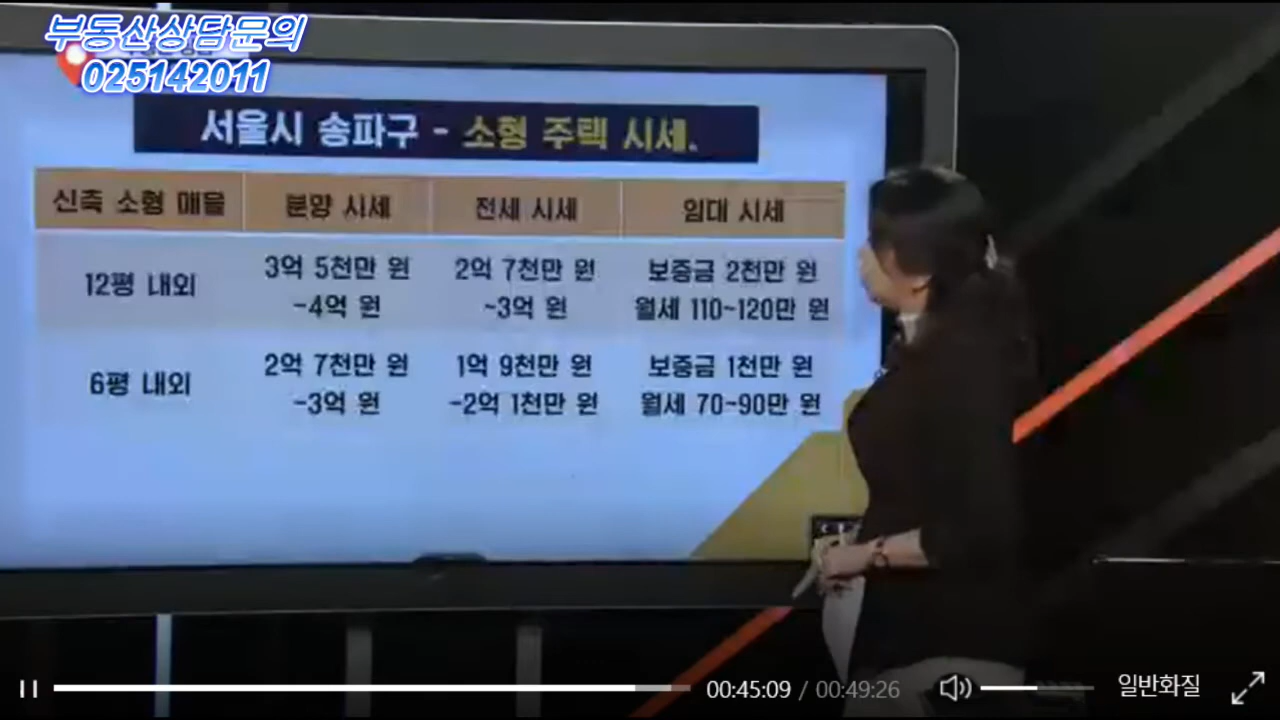 부동산상담문의
025142011
서울시 송파구 - 소형 주택 시세.
신축 소형 매물 분양 시세 전세 시세 임대 시세
12평 내외 3억 5천만 원 ~4억 원 2억 7천만 원 ~3억 원 보증금 2천만 원 월세 110~120만 원
6평 내외 2억 7천만 원 ~3억 원 1억 9천만 원 ~2억 1천만 원 보증금 1천만 원 월세 70~90만 원
00:45:09 / 00:49:26 일반화질